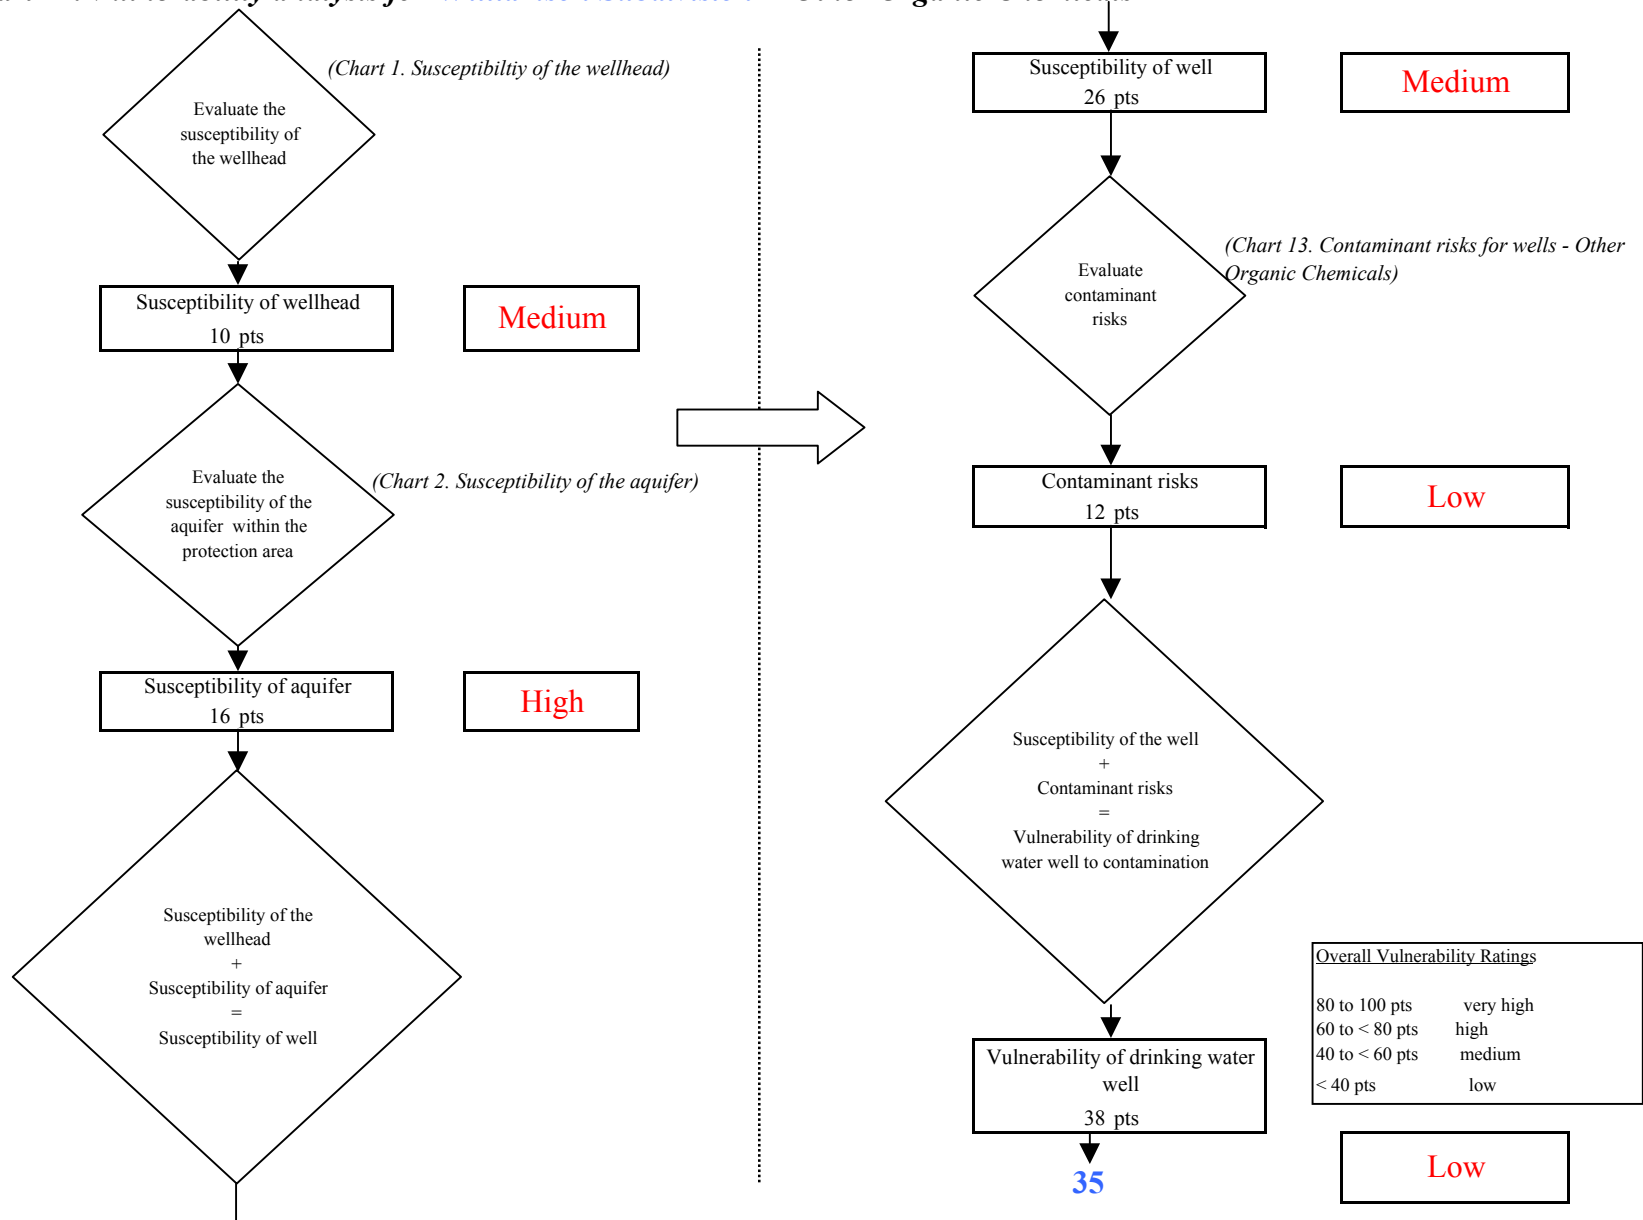 (Chart 1. Susceptibiltiy of the wellhead)
Evaluate the
susceptibility of
the wellhead
Susceptibility of wellhead
10 pts
Medium
Evaluate the
susceptibility of the
aquifer within the
protection area
(Chart 2. Susceptibility of the aquifer)
Susceptibility of aquifer
16 pts
High
Susceptibility of the
wellhead
+
Susceptibility of aquifer
=
Susceptibility of well
Susceptibility of well
26 pts
Medium
Evaluate
contaminant
risks
(Chart 13. Contaminant risks for wells - Other
Organic Chemicals)
Contaminant risks
12 pts
Low
Susceptibility of the well
+
Contaminant risks
=
Vulnerability of drinking
water well to contamination
Vulnerability of drinking water
well
38 pts
35
Overall Vulnerability Ratings
80 to 100 pts very high
60 to < 80 pts high
40 to < 60 pts medium
< 40 pts low
Low